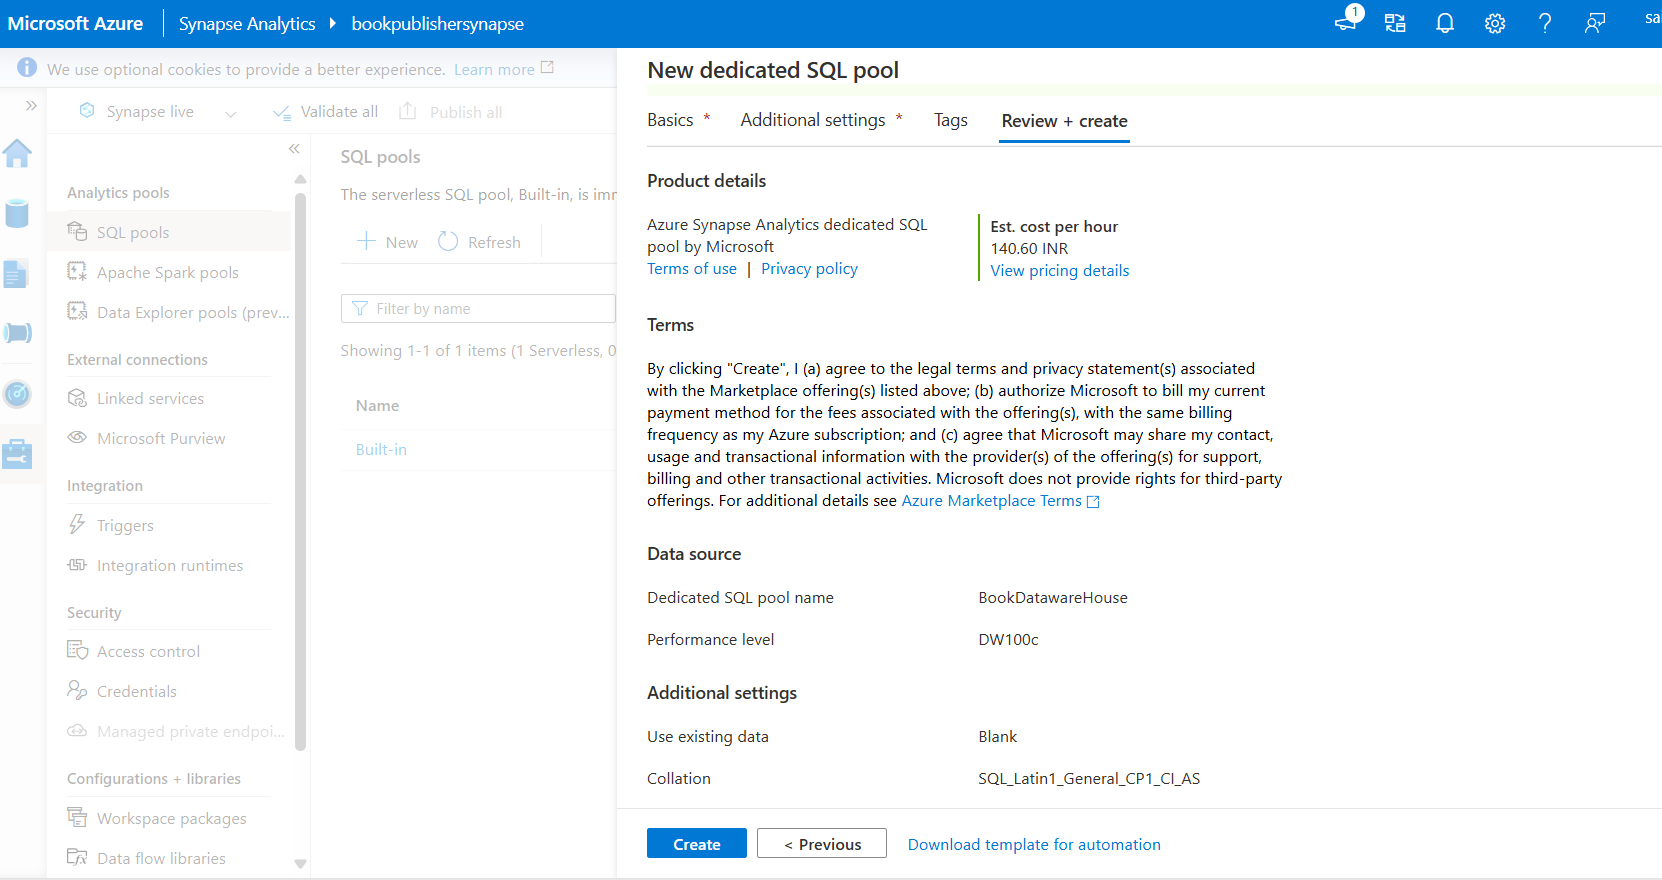 Microsoft Azure
Synapse Analytics
bookpublishersynapse
1
We use optional cookies to provide a better experience. Learn more
Synapse live
Validate all
Publish all
Analytics pools
SQL pools
Apache Spark pools
Data Explorer pools (prev...
External connections
Linked services
Microsoft Purview
Integration
Triggers
Integration runtimes
Security
Access control
Credentials
Managed private endpoi...
Configurations + libraries
Workspace packages
Data flow libraries
SQL pools
The serverless SQL pool, Built-in, is imm
New
Refresh
Filter by name
Showing 1-1 of 1 items (1 Serverless, 0
Name
Built-in
New dedicated SQL pool
Basics *
Additional settings *
Tags
Review + create
Product details
Azure Synapse Analytics dedicated SQL
pool by Microsoft
Terms of use | Privacy policy
Est. cost per hour
140.60 INR
View pricing details
Terms
By clicking "Create", I (a) agree to the legal terms and privacy statement(s) associated
with the Marketplace offering(s) listed above; (b) authorize Microsoft to bill my current
payment method for the fees associated with the offering(s), with the same billing
frequency as my Azure subscription; and (c) agree that Microsoft may share my contact,
usage and transactional information with the provider(s) of the offering(s) for support,
billing and other transactional activities. Microsoft does not provide rights for third-party
offerings. For additional details see Azure Marketplace Terms
Data source
Dedicated SQL pool name
BookDatawareHouse
Performance level
DW100c
Additional settings
Use existing data
Blank
Collation
SQL_Latin1_General_CP1_CI_AS
Create
< Previous
Download template for automation